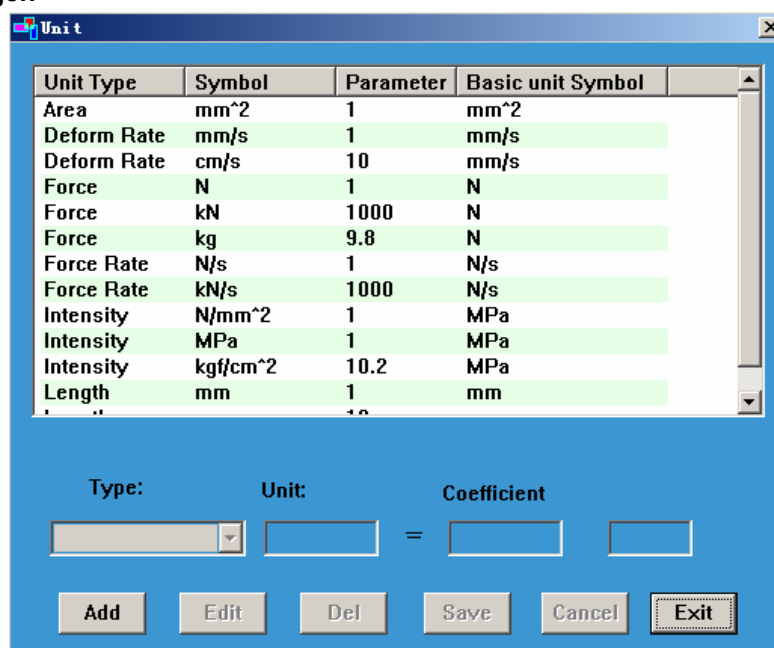 Unit
Unit Type Symbol Parameter Basic unit Symbol
Area mm^2 1 mm^2
Deform Rate mm/s 1 mm/s
Deform Rate cm/s 10 mm/s
Force N 1 N
Force kN 1000 N
Force kg 9.8 N
Force Rate N/s 1 N/s
Force Rate kN/s 1000 N/s
Intensity N/mm^2 1 MPa
Intensity MPa 1 MPa
Intensity kgf/cm^2 10.2 MPa
Length mm 1 mm
Type: Unit: Coefficient
=
Add Edit Del Save Cancel Exit